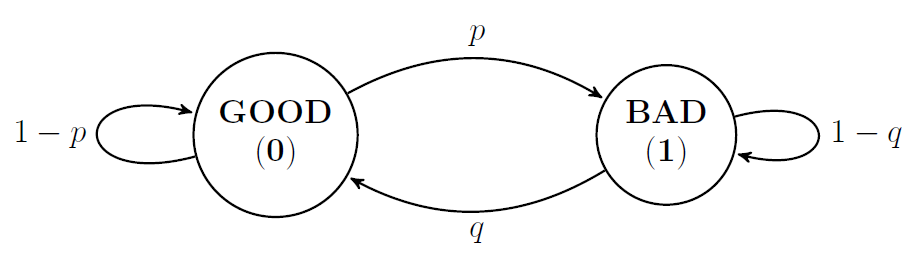 p
GOOD
(0)
BAD
(1)
1 − p
1 − q
q